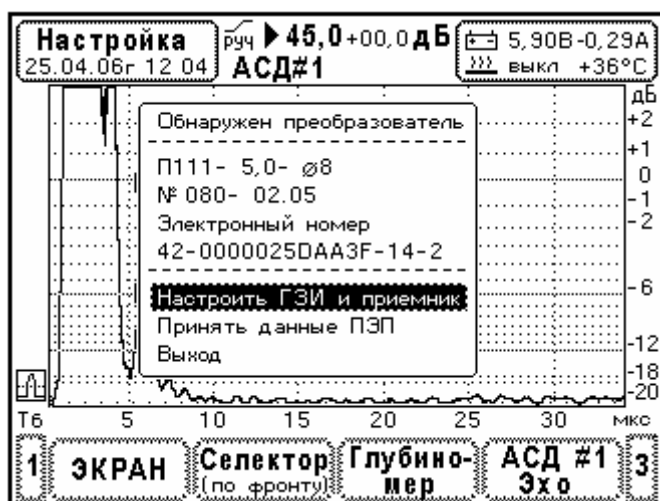 Настройка
25.04.06г 12 04
руч ▶ 45,0+00,0 дБ
АСД#1
5,90В-0,29А
выкл +36°C
дБ
+2
+1
0
-1
-2
-6
-12
-18
-20
Обнаружен преобразователь
П111- 5,0- ⌀8
№ 080- 02.05
Электронный номер
42-0000025DAA3F-14-2
Настроить ГЗИ и приемник
Принять данные ПЭП
Выход
Т6 5 10 15 20 25 30 мкс
1
ЭКРАН
Селектор
(по фронту)
Глубино-
мер
АСД #1
Эхо
3